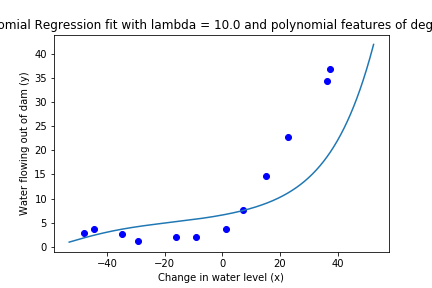 omial Regression fit with lambda = 10.0 and polynomial features of deg
40
35
30
25
20
15
10
5
0
Water flowing out of dam (y)
−40 −20 0 20 40
Change in water level (x)